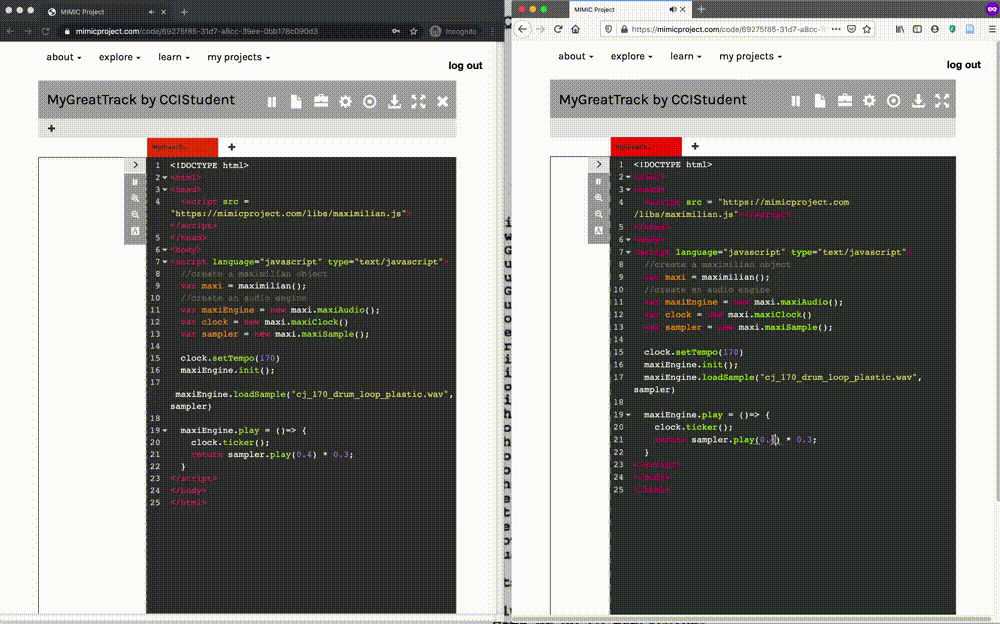 MIMIC Project
mimicproject.com/code/69275f85-31d7-a8cc-39ee-0bb178c090d3
Incognito
about explore learn my projects
log out
MyGreatTrack by CCIStudent
+
MyGreatTr...
+
1 <!DOCTYPE html>
2 <html>
3 <head>
4 <script src =
"https://mimicproject.com/libs/maximilian.js">
</script>
5 </head>
6 <body>
7 <script language="javascript" type="text/javascript">
8 //create a maximilian object
9 var maxi = maximilian();
10 //create an audio engine
11 var maxiEngine = new maxi.maxiAudio();
12 var clock = new maxi.maxiClock()
13 var sampler = new maxi.maxiSample();
14
15 clock.setTempo(170)
16 maxiEngine.init();
17
maxiEngine.loadSample("cj_170_drum_loop_plastic.wav",
sampler)
18
19 maxiEngine.play = ()=> {
20 clock.ticker();
21 return sampler.play(0.4) * 0.3;
22 }
23 </script>
24 </body>
25 </html>
MIMIC Project
https://mimicproject.com/code/69275f85-31d7-a8cc-
about explore learn my projects
log out
MyGreatTrack by CCIStudent
MyGreatTr...
+
1 <!DOCTYPE html>
2 <html>
3 <head>
4 <script src = "https://mimicproject.com
/libs/maximilian.js"></script>
5 </head>
6 <body>
7 <script language="javascript" type="text/javascript">
8 //create a maximilian object
9 var maxi = maximilian();
10 //create an audio engine
11 var maxiEngine = new maxi.maxiAudio();
12 var clock = new maxi.maxiClock()
13 var sampler = new maxi.maxiSample();
14
15 clock.setTempo(170)
16 maxiEngine.init();
17 maxiEngine.loadSample("cj_170_drum_loop_plastic.wav",
sampler)
18
19 maxiEngine.play = ()=> {
20 clock.ticker();
21 return sampler.play( * 0.3;
22 }
23 </script>
24 </body>
25 </html>